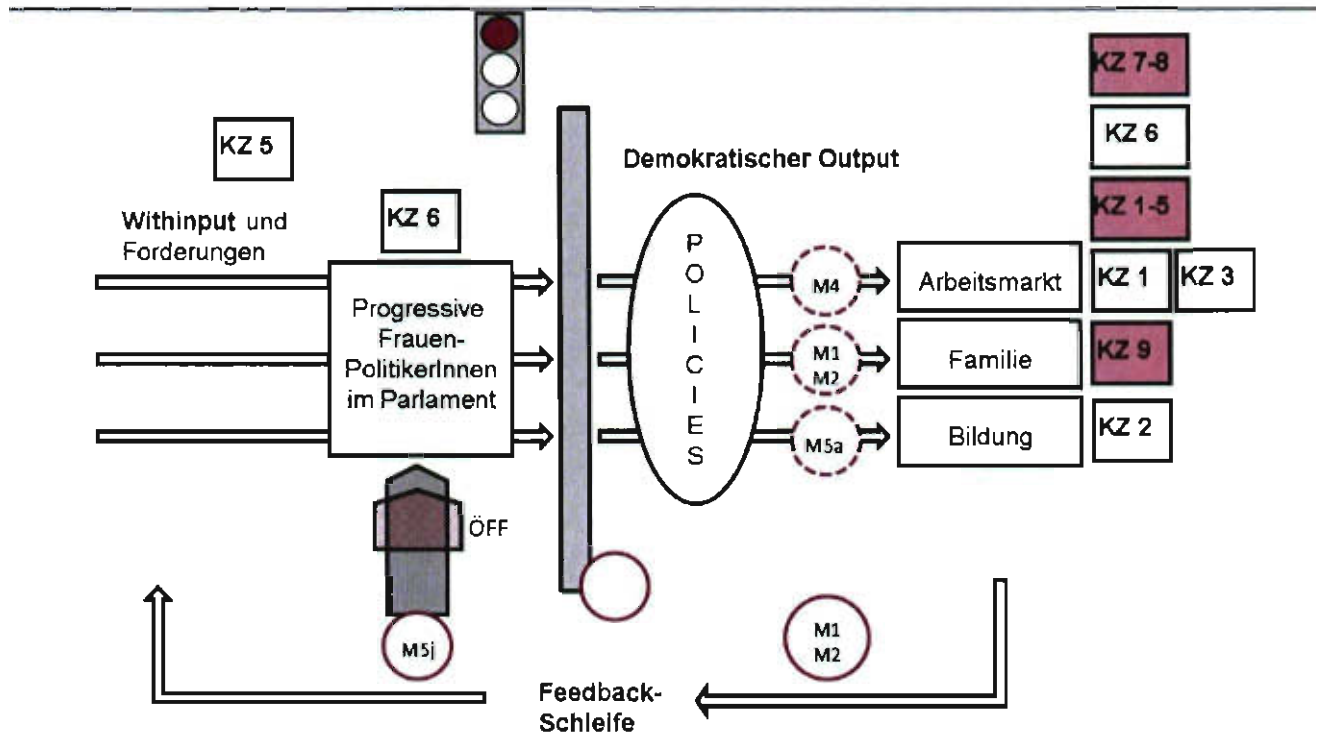 KZ 7-8
KZ 5
KZ 6
Demokratischer Output
KZ 6
KZ 1-5
Withinput und
Forderungen
Progressive
Frauen-
PolitikerInnen
im Parlament
POLICIES
M4
Arbeitsmarkt
KZ 1
KZ 3
M1
M2
Familie
KZ 9
M5a
Bildung
KZ 2
ÖFF
M5j
M1
M2
Feedback-
Schleife